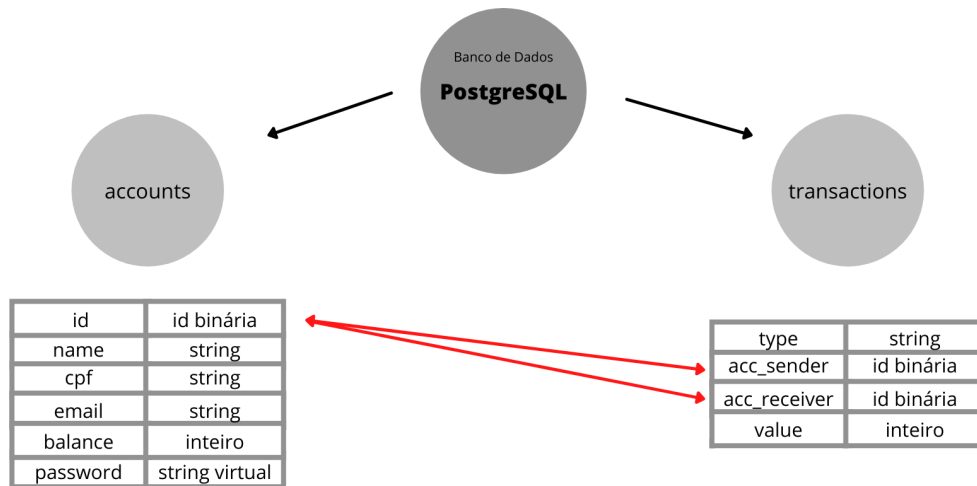 Banco de Dados
PostgreSQL
accounts
transactions
id id binária
name string
cpf string
email string
balance inteiro
password string virtual
type string
acc_sender id binária
acc_receiver id binária
value inteiro